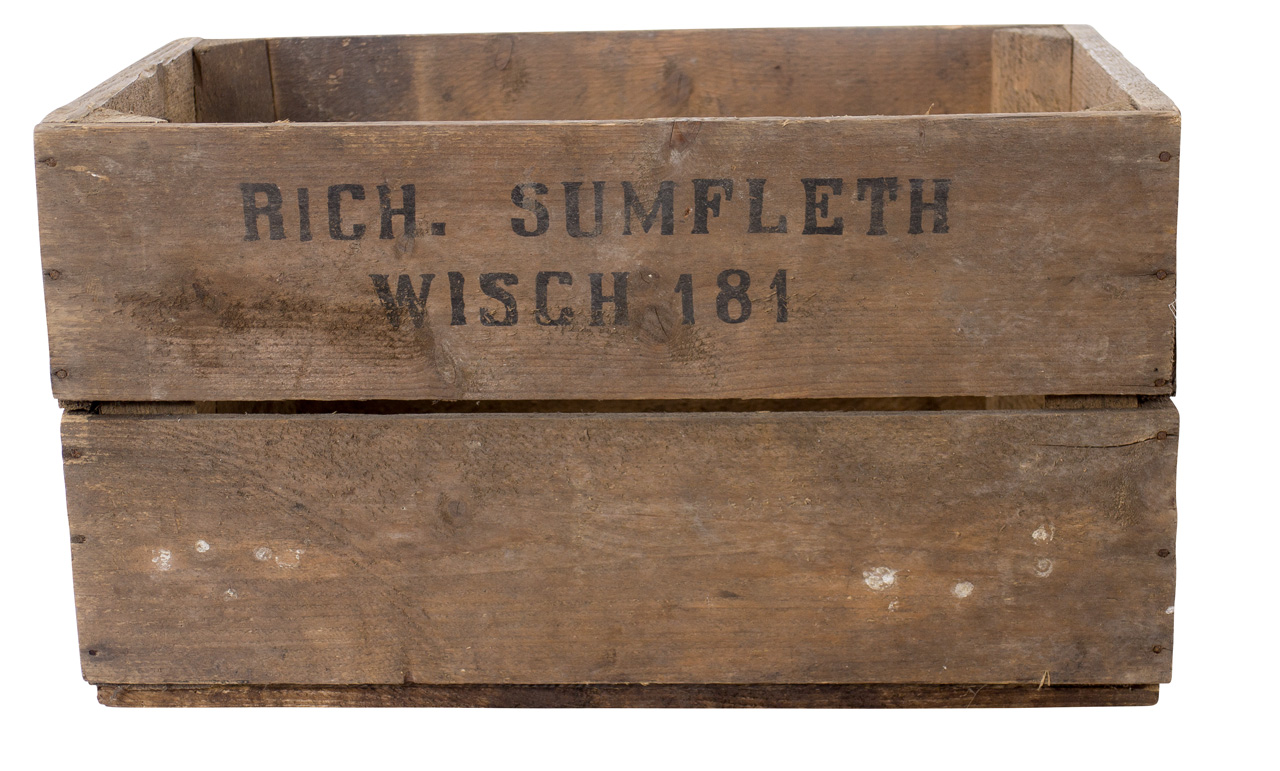 RICH. SUMFLETH
WISCH 181